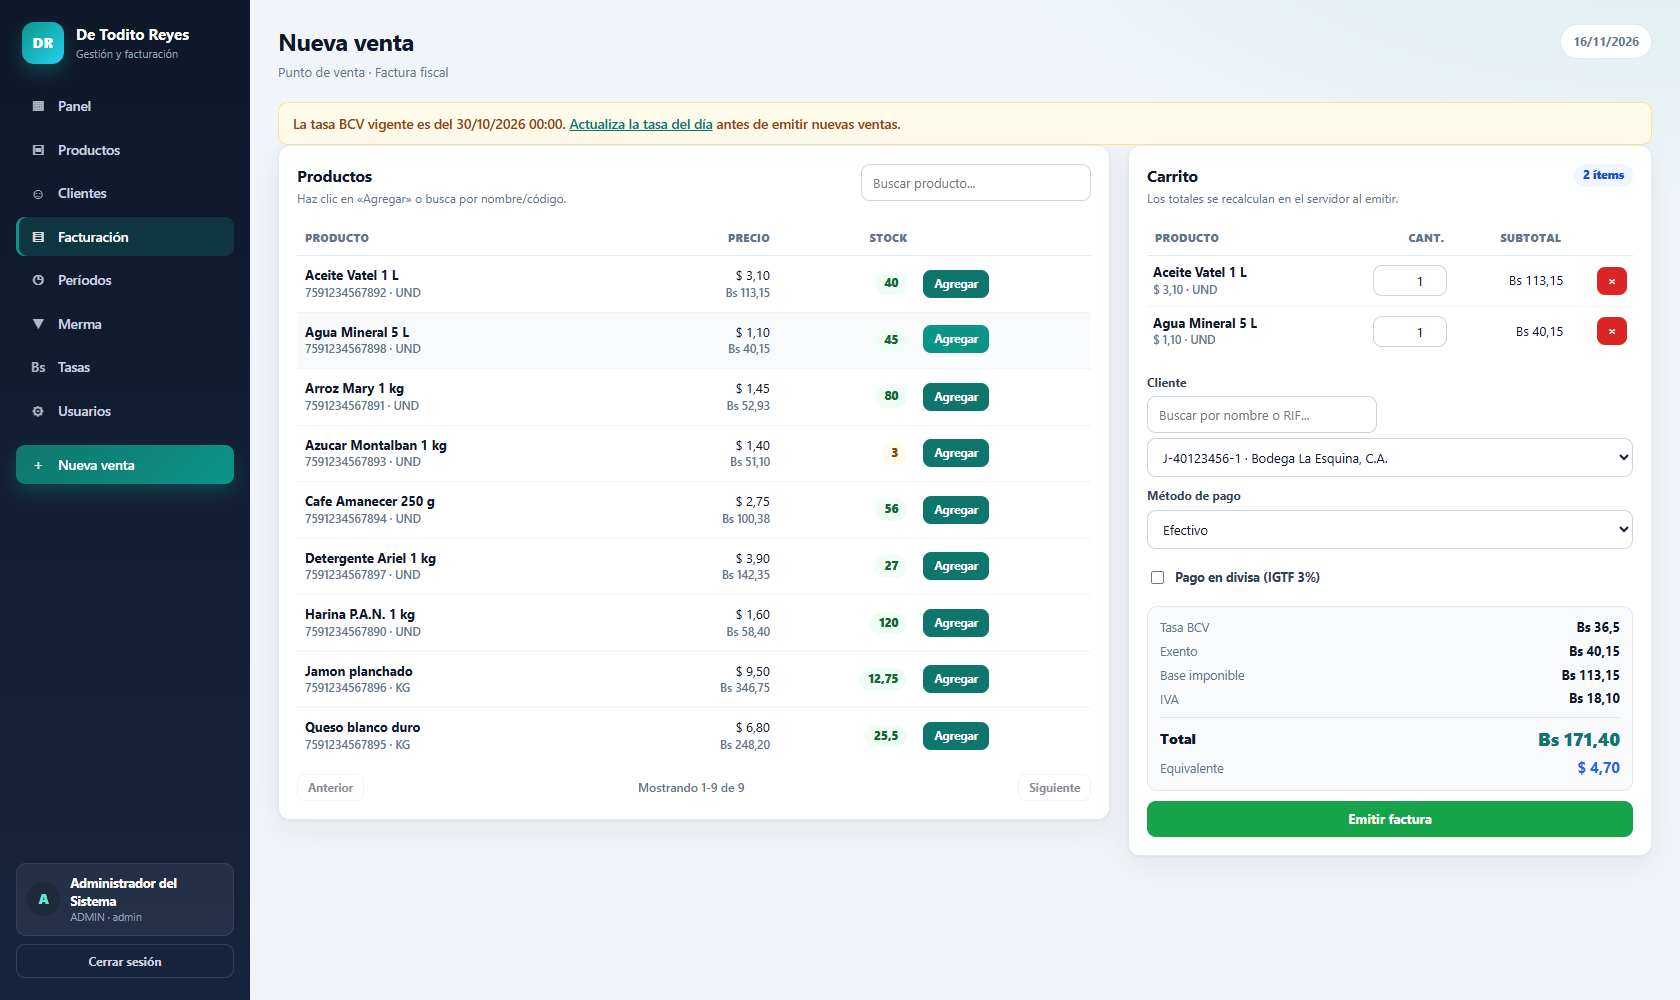 DR
De Todito Reyes
Gestión y facturación
Panel
Productos
Clientes
Facturación
Períodos
Merma
Bs Tasas
Usuarios
+ Nueva venta
A
Administrador del
Sistema
ADMIN · admin
Cerrar sesión
Nueva venta
Punto de venta · Factura fiscal
16/11/2026
La tasa BCV vigente es del 30/10/2026 00:00. Actualiza la tasa del día antes de emitir nuevas ventas.
Productos
Haz clic en «Agregar» o busca por nombre/código.
Buscar producto...
PRODUCTO PRECIO STOCK
Aceite Vatel 1 L $ 3,10
7591234567892 · UND Bs 113,15 40 Agregar
Agua Mineral 5 L $ 1,10
7591234567898 · UND Bs 40,15 45 Agregar
Arroz Mary 1 kg $ 1,45
7591234567891 · UND Bs 52,93 80 Agregar
Azucar Montalban 1 kg $ 1,40
7591234567893 · UND Bs 51,10 3 Agregar
Cafe Amanecer 250 g $ 2,75
7591234567894 · UND Bs 100,38 56 Agregar
Detergente Ariel 1 kg $ 3,90
7591234567897 · UND Bs 142,35 27 Agregar
Harina P.A.N. 1 kg $ 1,60
7591234567890 · UND Bs 58,40 120 Agregar
Jamon planchado $ 9,50
7591234567896 · KG Bs 346,75 12,75 Agregar
Queso blanco duro $ 6,80
7591234567895 · KG Bs 248,20 25,5 Agregar
Anterior Mostrando 1-9 de 9 Siguiente
Carrito
2 ítems
Los totales se recalculan en el servidor al emitir.
PRODUCTO CANT. SUBTOTAL
Aceite Vatel 1 L
$ 3,10 · UND 1 Bs 113,15 ×
Agua Mineral 5 L
$ 1,10 · UND 1 Bs 40,15 ×
Cliente
Buscar por nombre o RIF...
J-40123456-1 · Bodega La Esquina, C.A.
Método de pago
Efectivo
Pago en divisa (IGTF 3%)
Tasa BCV Bs 36,5
Exento Bs 40,15
Base imponible Bs 113,15
IVA Bs 18,10
Total Bs 171,40
Equivalente $ 4,70
Emitir factura